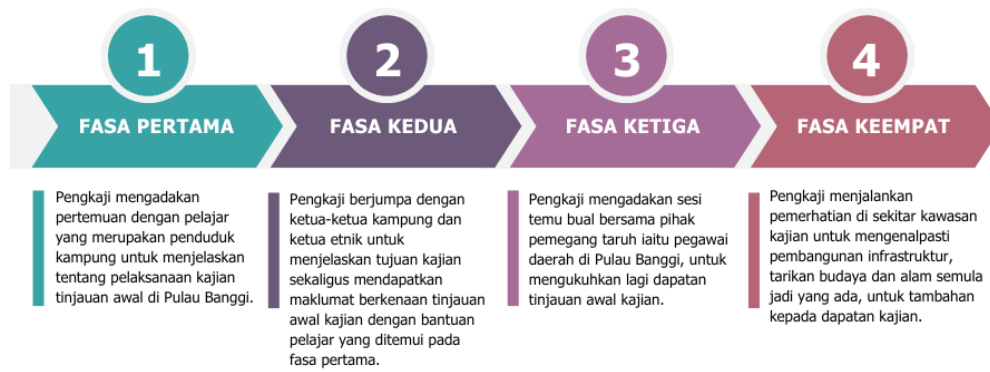 1
FASA PERTAMA
Pengkaji mengadakan
pertemuan dengan pelajar
yang merupakan penduduk
kampung untuk menjelaskan
tentang pelaksanaan kajian
tinjauan awal di Pulau Banggi.
2
FASA KEDUA
Pengkaji berjumpa dengan
ketua-ketua kampung dan
ketua etnik untuk
menjelaskan tujuan kajian
sekaligus mendapatkan
maklumat berkenaan tinjauan
awal kajian dengan bantuan
pelajar yang ditemui pada
fasa pertama.
3
FASA KETIGA
Pengkaji mengadakan sesi
temu bual bersama pihak
pemegang taruh iaitu pegawai
daerah di Pulau Banggi, untuk
mengukuhkan lagi dapatan
tinjauan awal kajian.
4
FASA KEEMPAT
Pengkaji menjalankan
pemerhatian di sekitar kawasan
kajian untuk mengenalpasti
pembangunan infrastruktur,
tarikan budaya dan alam semula
jadi yang ada, untuk tambahan
kepada dapatan kajian.